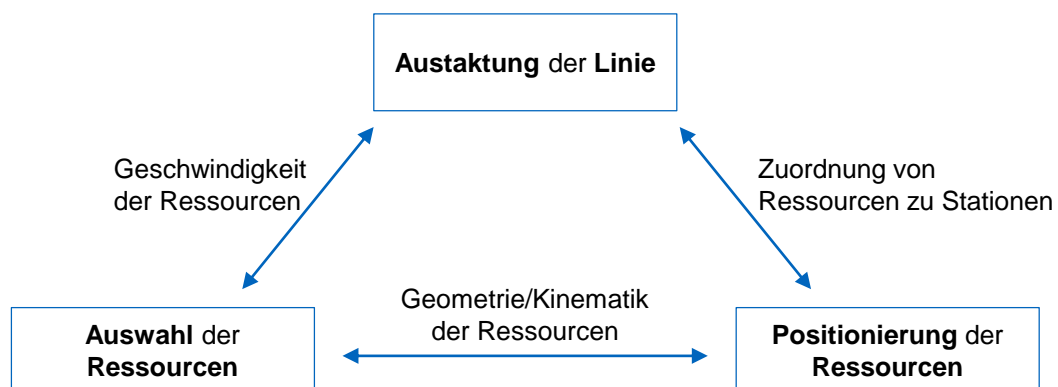 Austaktung der Linie
Geschwindigkeit
der Ressourcen
Zuordnung von
Ressourcen zu Stationen
Geometrie/Kinematik
der Ressourcen
Auswahl der
Ressourcen
Positionierung der
Ressourcen